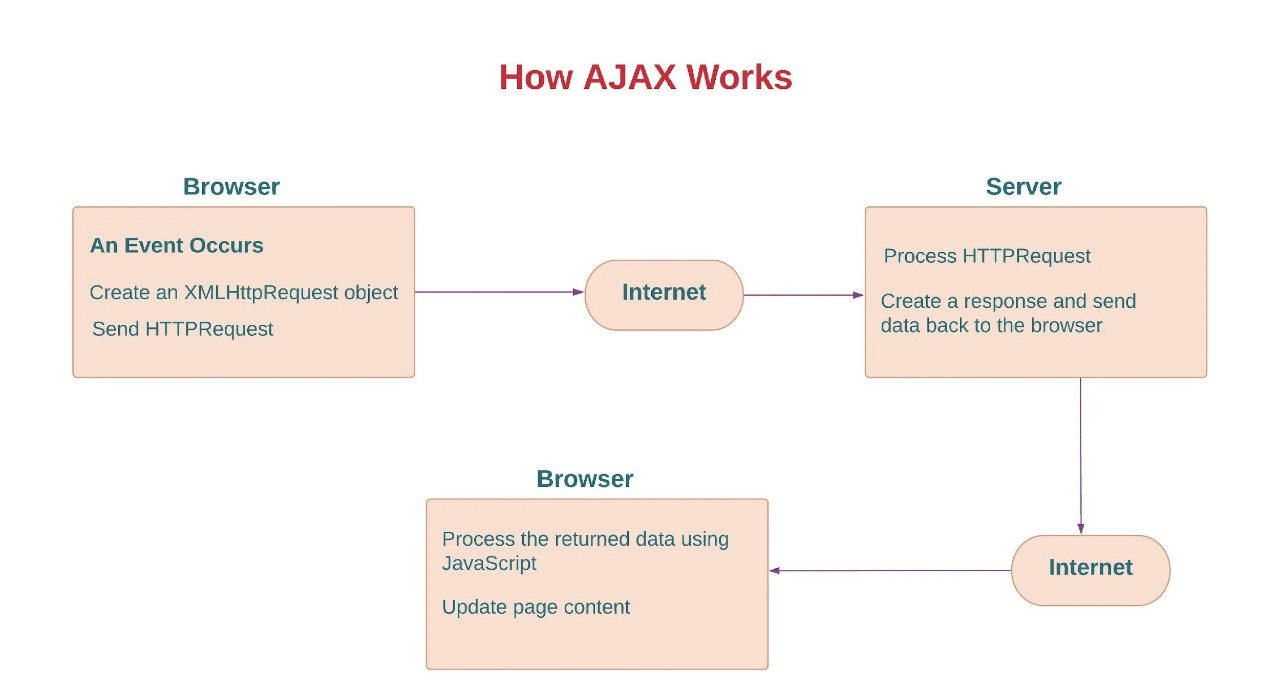 How AJAX Works
Browser
An Event Occurs
Create an XMLHttpRequest object
Send HTTPRequest
Internet
Server
Process HTTPRequest
Create a response and send
data back to the browser
Browser
Process the returned data using
JavaScript
Update page content
Internet